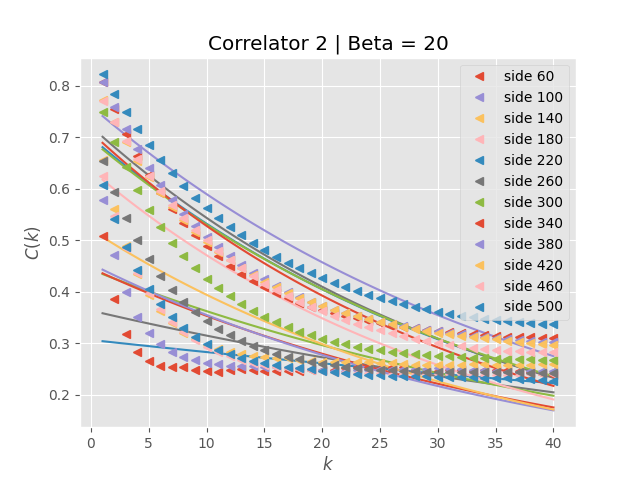 Correlator 2 | Beta = 20
C(k)
0.8
0.7
0.6
0.5
0.4
0.3
0.2
0
5
10
15
20
25
30
35
40
k
side 60
side 100
side 140
side 180
side 220
side 260
side 300
side 340
side 380
side 420
side 460
side 500